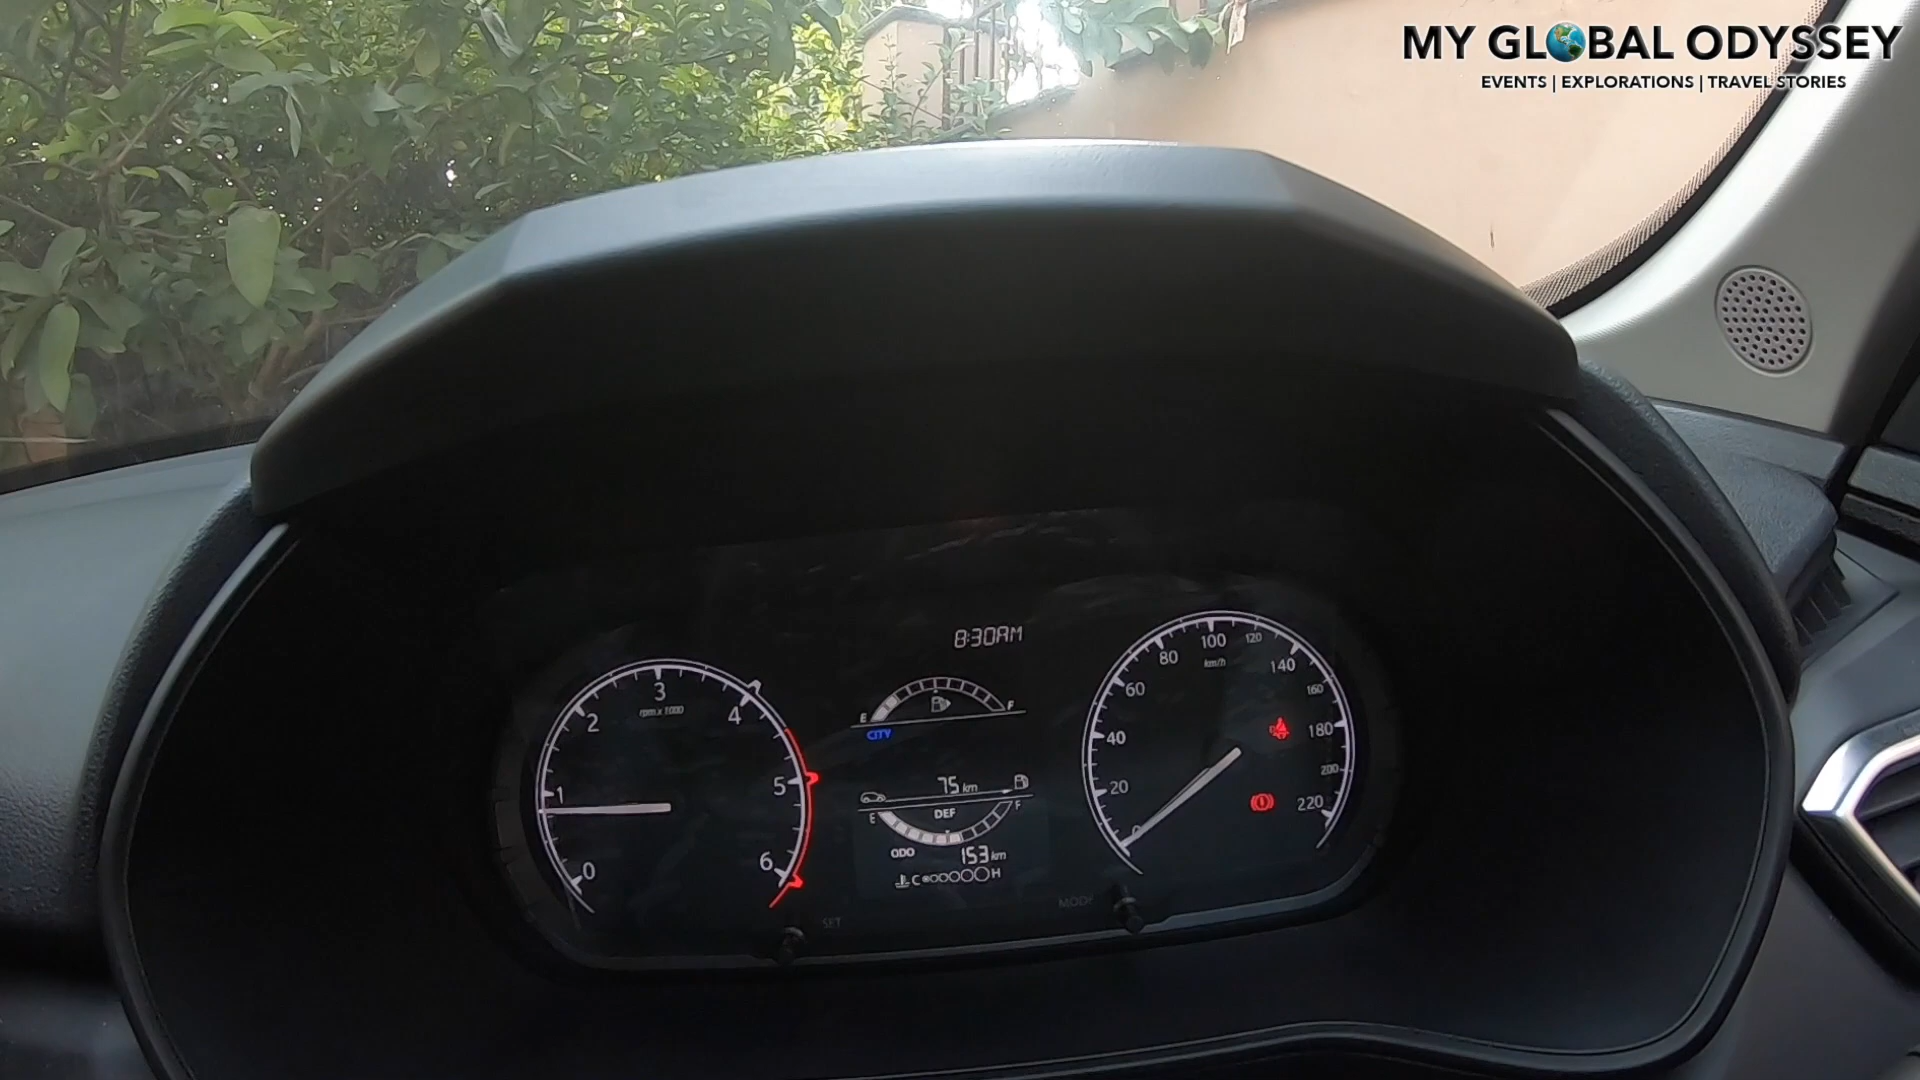 MY GLOBAL ODYSSEY
EVENTS | EXPLORATIONS | TRAVEL STORIES
8:30AM
0 1 2 3 4 5 6
rpm x 1000
E F
CITY
75 km
E F
DEF
ODO 153 km
C H
0 20 40 60 80 100 120 140 160 180 200 220
km/h
SET
MODE